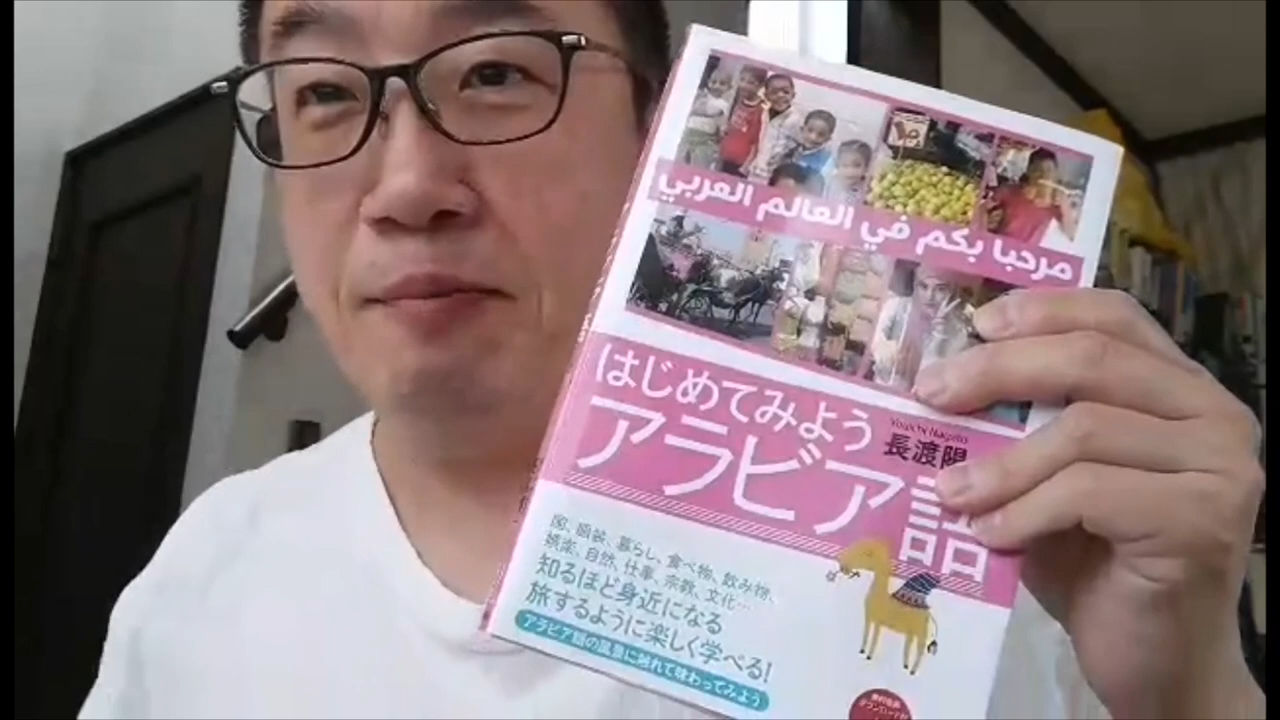 مرحبا بكم في العالم العربي
はじめてみよう
アラビア語
Youichi Nagato
長渡陽
国、服装、暮らし、食べ物、飲み物、
娯楽、自然、仕事、宗教、文化…
知るほど身近になる
旅するように楽しく学べる!
アラビア語の風景に触れて味わってみよう